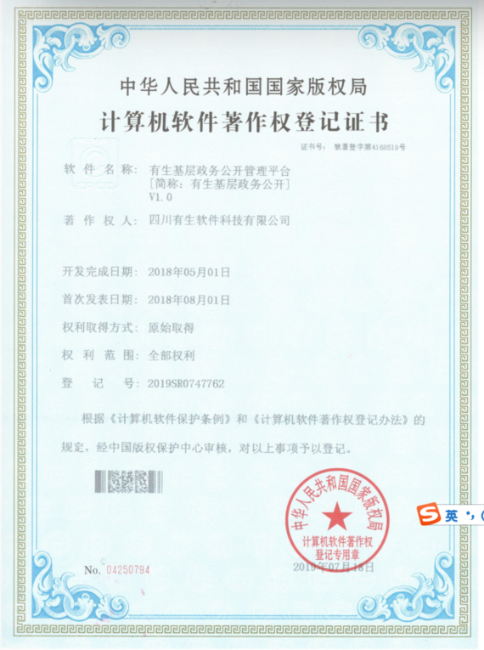 中华人民共和国国家版权局
计算机软件著作权登记证书
证书号： 软著登字第4168519号
软件名称： 有生基层政务公开管理平台
[简称：有生基层政务公开]
V1.0
著作权人： 四川有生软件科技有限公司
开发完成日期： 2018年05月01日
首次发表日期： 2018年08月01日
权利取得方式： 原始取得
权利范围： 全部权利
登记号： 2019SR0747762
根据《计算机软件保护条例》和《计算机软件著作权登记办法》的
规定，经中国版权保护中心审核，对以上事项予以登记。
中华人民共和国国家版权局
计算机软件著作权
登记专用章
2019年07月18日
No. 04250794
S 英